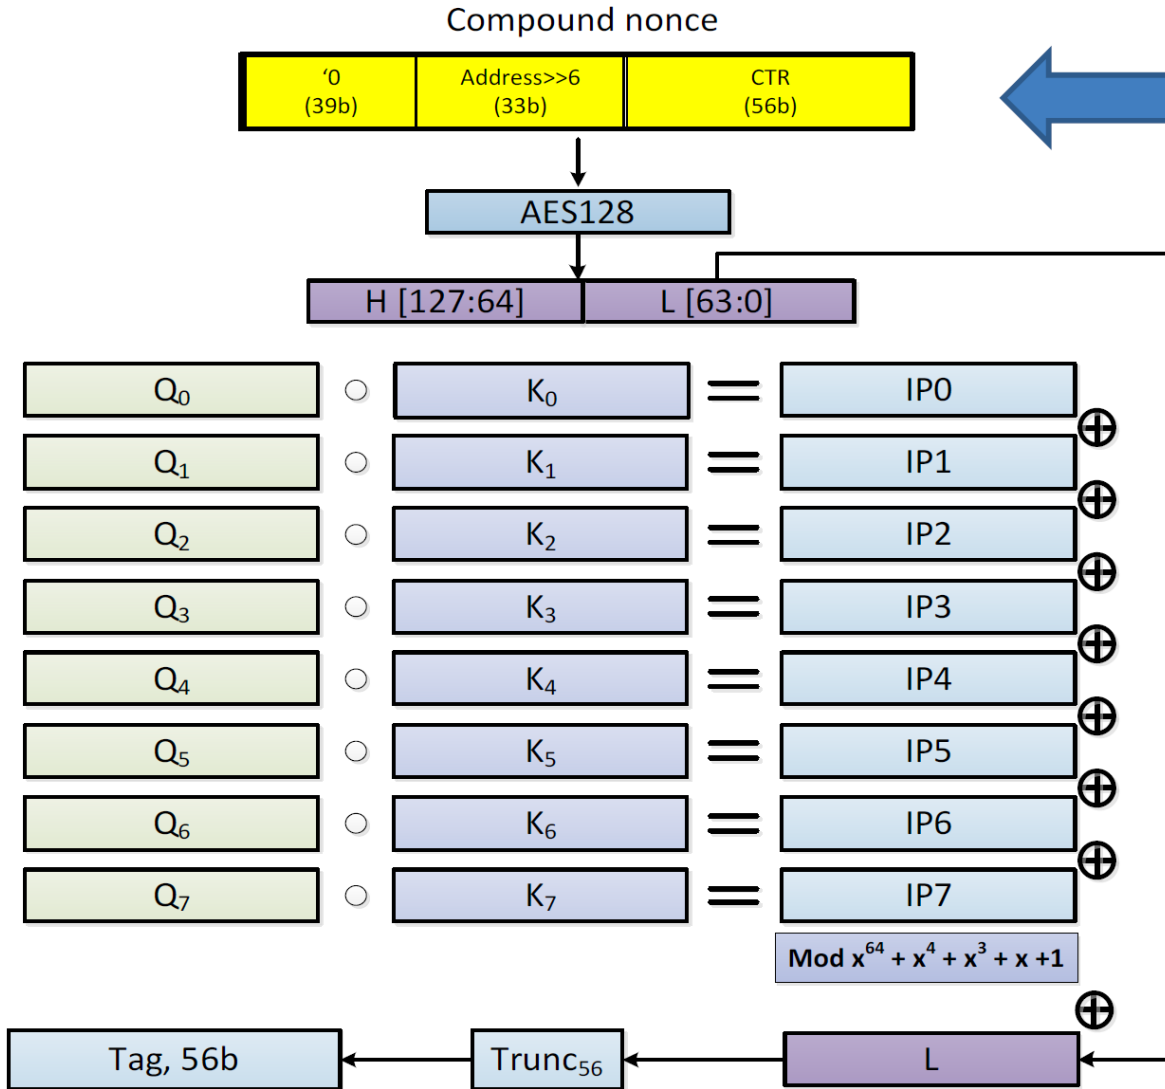 Compound nonce
‘0 Address>>6 CTR
(39b) (33b) (56b)
AES128
H [127:64] L [63:0]
Q₀ ○ K₀ = IP0
⊕
Q₁ ○ K₁ = IP1
⊕
Q₂ ○ K₂ = IP2
⊕
Q₃ ○ K₃ = IP3
⊕
Q₄ ○ K₄ = IP4
⊕
Q₅ ○ K₅ = IP5
⊕
Q₆ ○ K₆ = IP6
⊕
Q₇ ○ K₇ = IP7
Mod x⁶⁴ + x⁴ + x³ + x +1
⊕
Tag, 56b Trunc₅₆ L